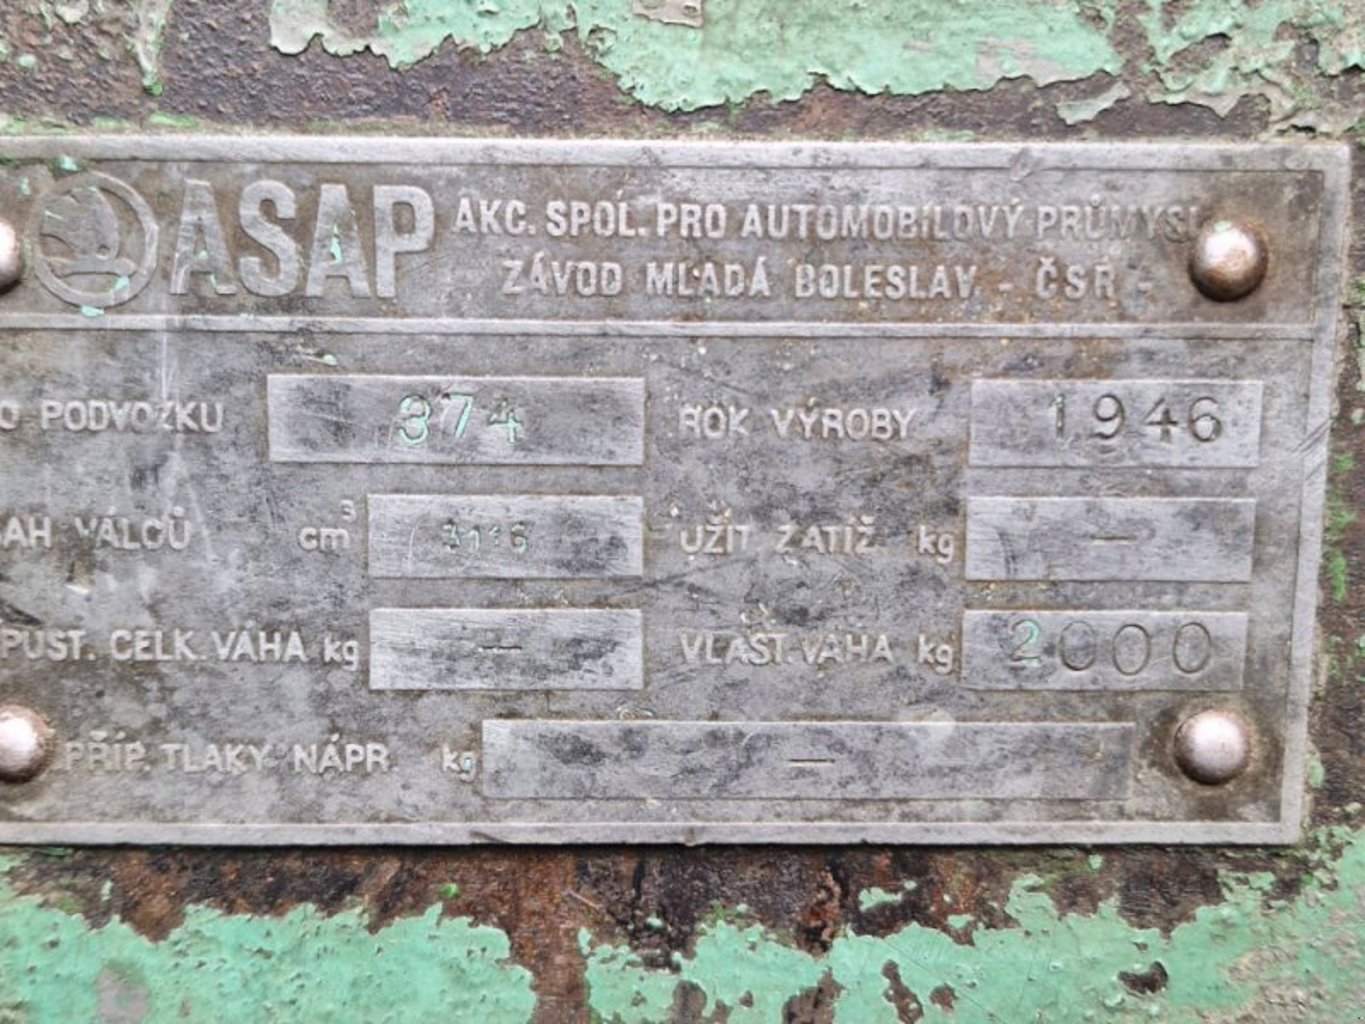 ASAP AKC. SPOL. PRO AUTOMOBILOVÝ PRŮMYSL
ZÁVOD MLADÁ BOLESLAV - ČSR -
O PODVOZKU 374 ROK VÝROBY 1946
AH VÁLCŮ cm³ UŽIT ZATÍŽ. kg —
PUST. CELK. VÁHA kg — VLAST. VÁHA kg 2000
PŘÍP. TLAKY NÁPR. kg —